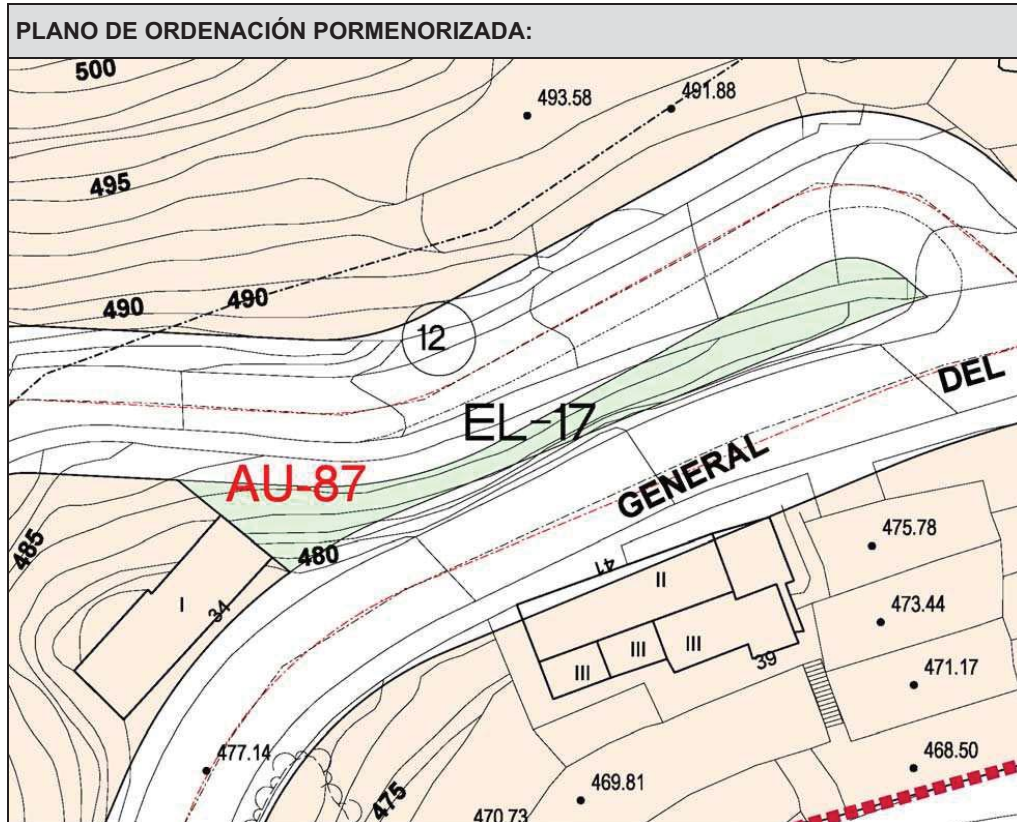 PLANO DE ORDENACIÓN PORMENORIZADA:
500
493.58
491.88
495
490
490
12
EL-17
DEL
AU-87
GENERAL
480
485
475.78
41
II
I
34
473.44
III
III
III
39
471.17
477.14
468.50
469.81
475
470.73